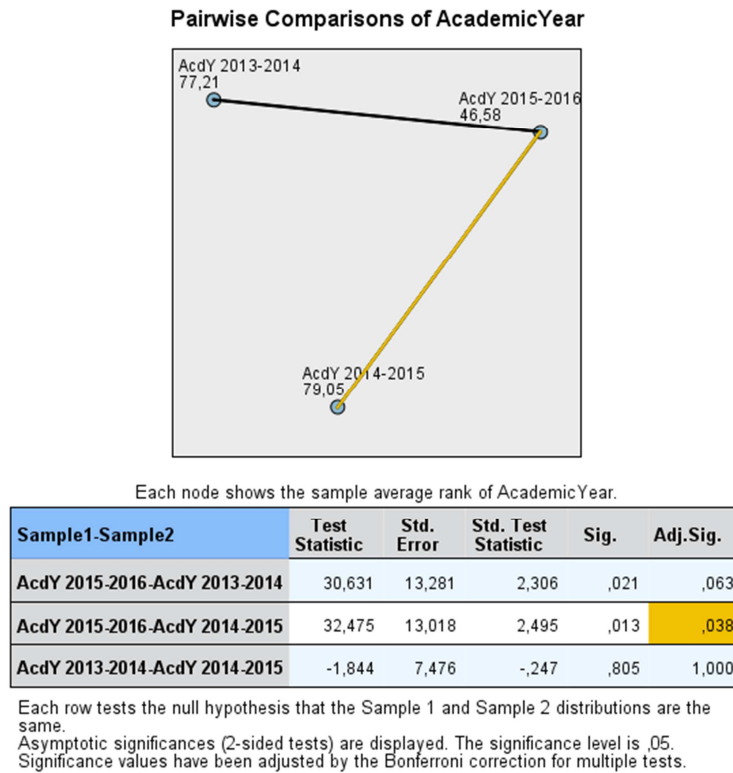 Pairwise Comparisons of AcademicYear
AcdY 2013-2014
77,21
AcdY 2015-2016
46,58
AcdY 2014-2015
79,05
Each node shows the sample average rank of AcademicYear.
Sample1-Sample2 Test Statistic Std. Error Std. Test Statistic Sig. Adj.Sig.
AcdY 2015-2016-AcdY 2013-2014 30,631 13,281 2,306 ,021 ,063
AcdY 2015-2016-AcdY 2014-2015 32,475 13,018 2,495 ,013 ,038
AcdY 2013-2014-AcdY 2014-2015 -1,844 7,476 -,247 ,805 1,000
Each row tests the null hypothesis that the Sample 1 and Sample 2 distributions are the
same.
Asymptotic significances (2-sided tests) are displayed. The significance level is ,05.
Significance values have been adjusted by the Bonferroni correction for multiple tests.